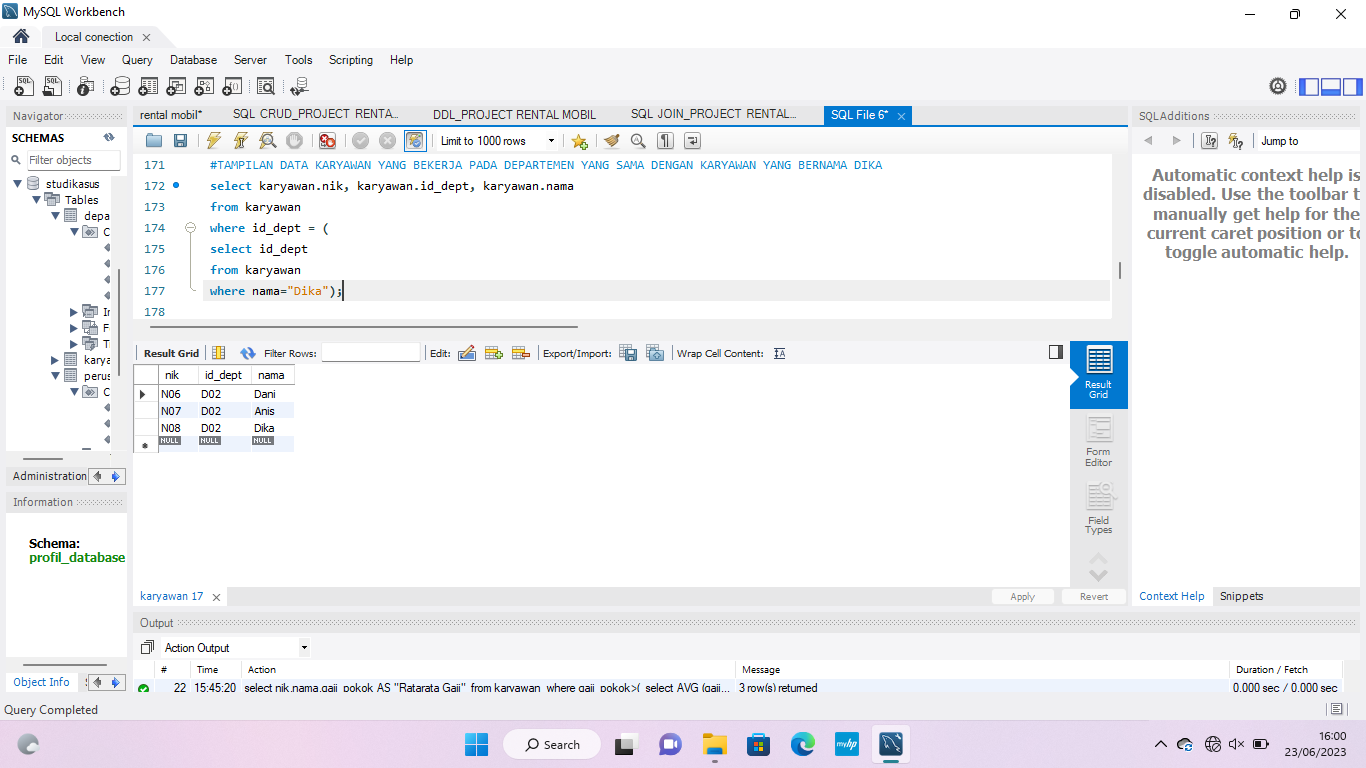 MySQL Workbench
Local conection
File Edit View Query Database Server Tools Scripting Help
Navigator
SCHEMAS
Filter objects
studikasus
Tables
depa
C
In
F
T
karya
perus
C
Administration
Information
Schema:
profil_database
Object Info
rental mobil* SQL CRUD_PROJECT RENTA... DDL_PROJECT RENTAL MOBIL SQL JOIN_PROJECT RENTAL... SQL File 6*
Limit to 1000 rows
171 #TAMPILAN DATA KARYAWAN YANG BEKERJA PADA DEPARTEMEN YANG SAMA DENGAN KARYAWAN YANG BERNAMA DIKA
172 select karyawan.nik, karyawan.id_dept, karyawan.nama
173 from karyawan
174 where id_dept = (
175 select id_dept
176 from karyawan
177 where nama="Dika");
178
Result Grid Filter Rows: Edit: Export/Import: Wrap Cell Content:
nik id_dept nama
N06 D02 Dani
N07 D02 Anis
N08 D02 Dika
NULL NULL NULL
Result Grid
Form Editor
Field Types
karyawan 17
Apply Revert
SQLAdditions
Jump to
Automatic context help is
disabled. Use the toolbar t
manually get help for the
current caret position or to
toggle automatic help.
Context Help Snippets
Output
Action Output
# Time Action Message Duration / Fetch
22 15:45:20 select nik,nama,gaji_pokok AS "Ratarata Gaji" from karyawan where gaji_pokok>( select AVG (gaji... 3 row(s) returned 0.000 sec / 0.000 sec
Query Completed
Search
myhp
16:00
23/06/2023